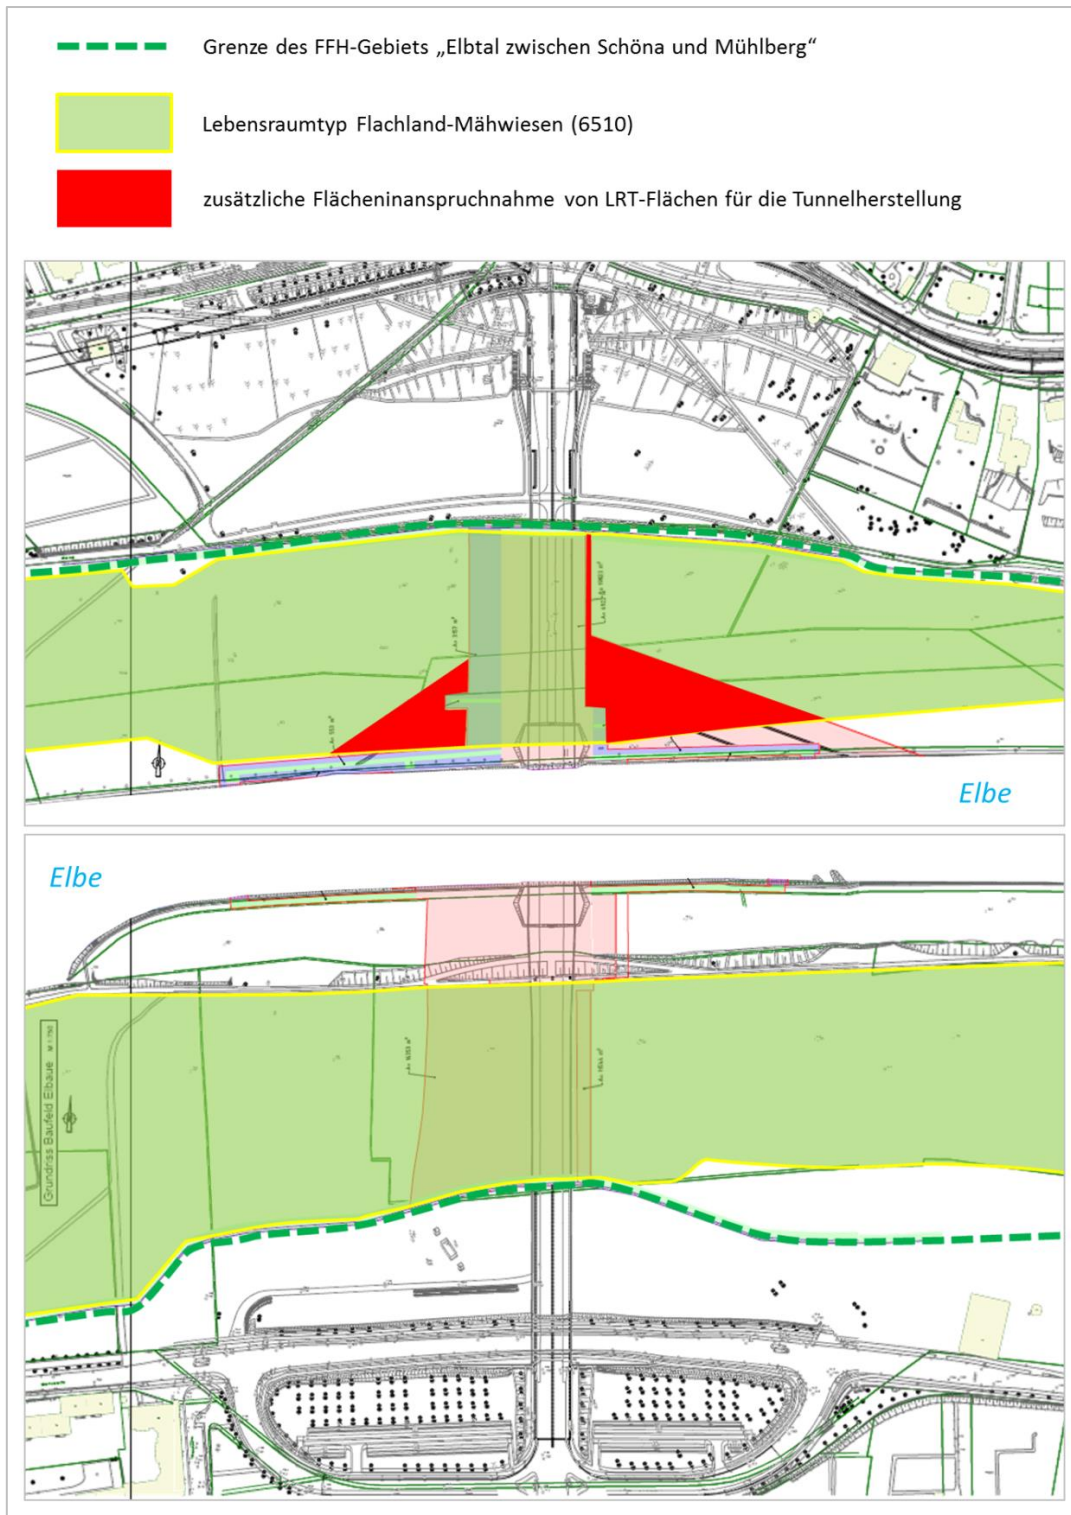 Grenze des FFH-Gebiets „Elbtal zwischen Schöna und Mühlberg“
Lebensraumtyp Flachland-Mähwiesen (6510)
zusätzliche Flächeninanspruchnahme von LRT-Flächen für die Tunnelherstellung
Elbe
Elbe
Grundriss Baufeld Elbaue